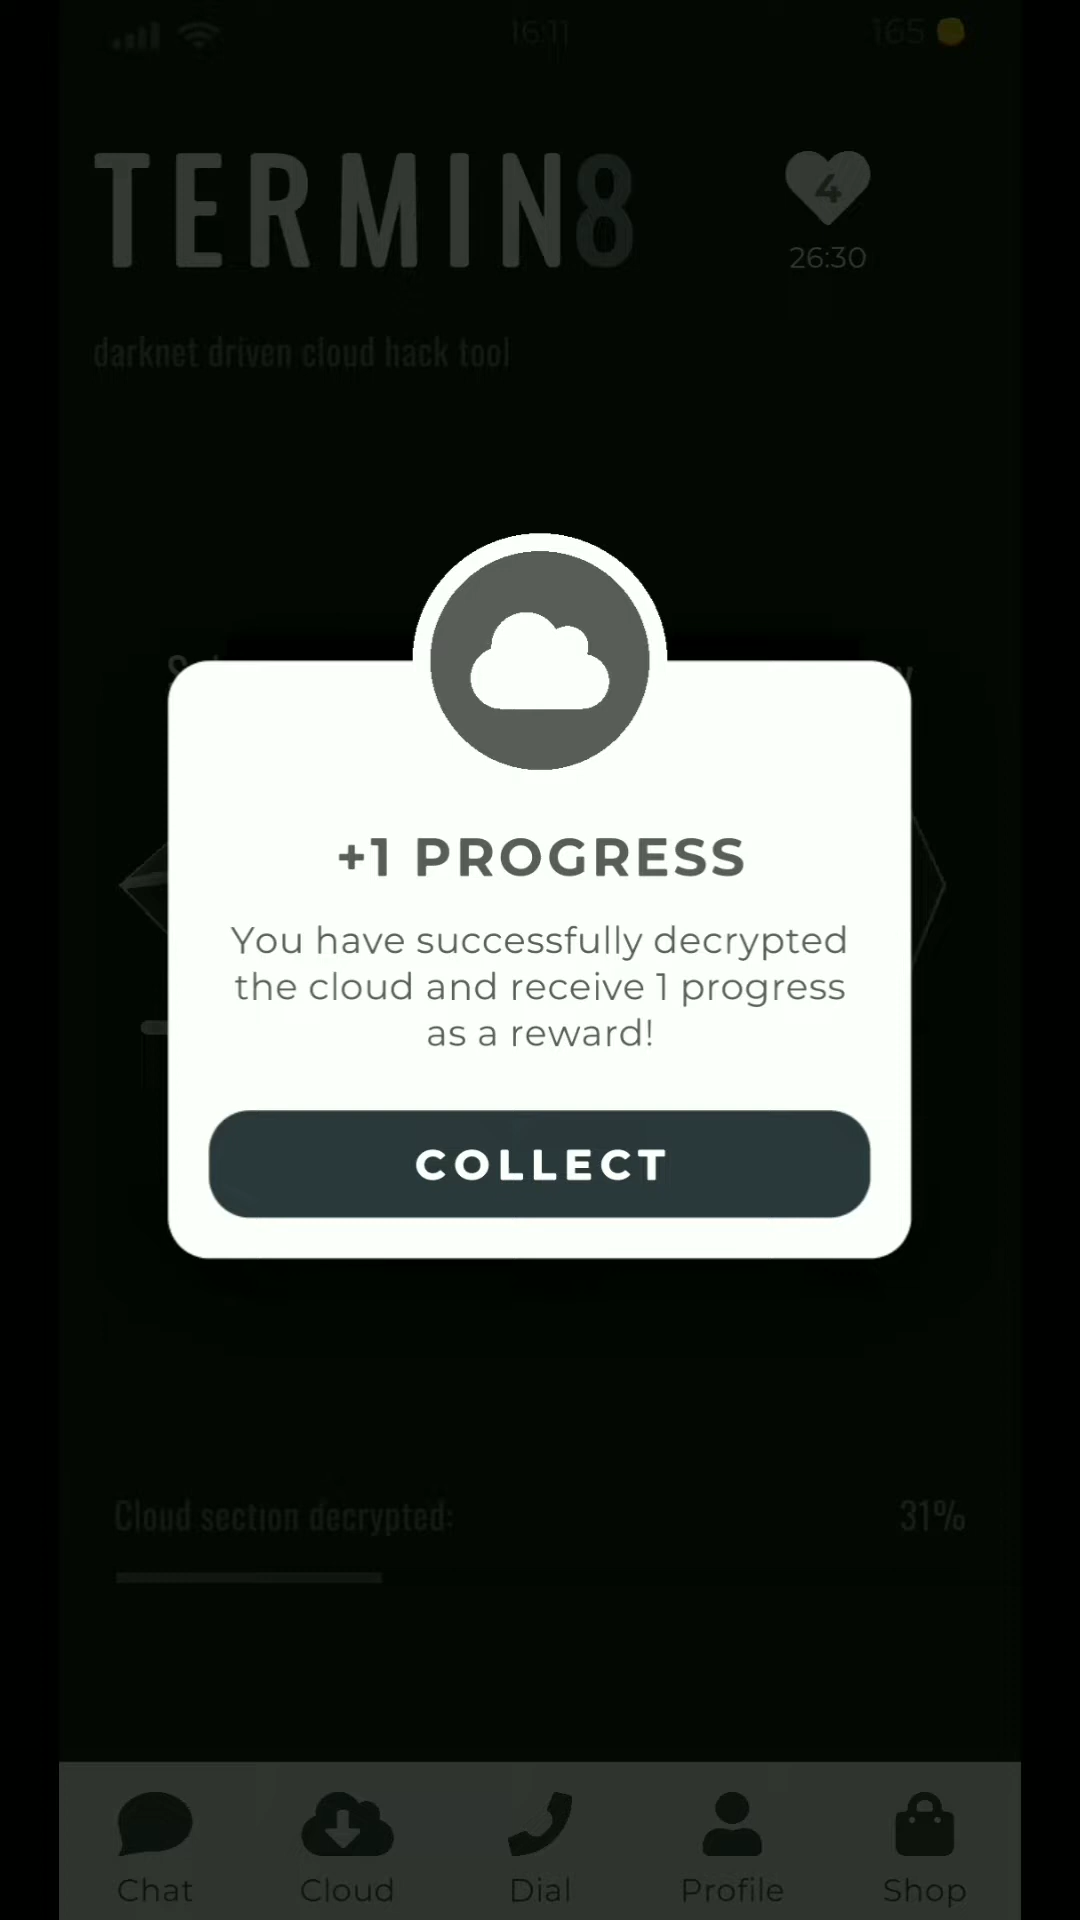 16:11
165
TERMIN8
4
26:30
darknet driven cloud hack tool
+1 PROGRESS
You have successfully decrypted
the cloud and receive 1 progress
as a reward!
COLLECT
Cloud section decrypted:
31%
Chat
Cloud
Dial
Profile
Shop